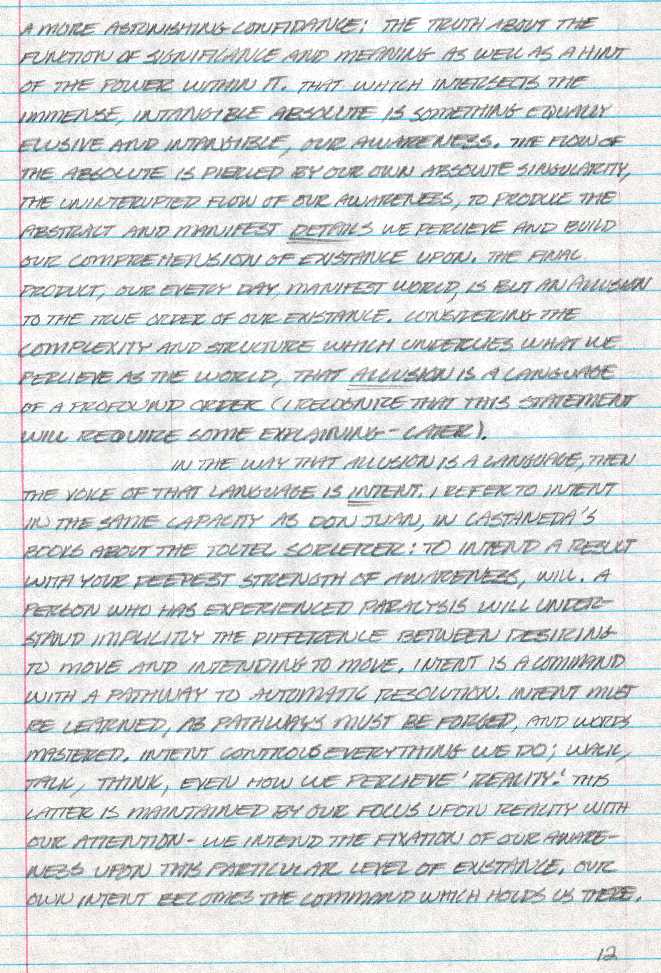 A MORE ASTONISHING CONFIDANCE: THE TRUTH ABOUT THE
FUNCTION OF SIGNIFICANCE AND MEANING AS WELL AS A HINT
OF THE POWER WITHIN IT. THAT WHICH INTERSECTS THE
IMMENSE, INTANGIBLE ABSOLUTE IS SOMETHING EQUALLY
ELUSIVE AND INTANGIBLE, OUR AWARENESS. THE FLOW OF
THE ABSOLUTE IS PIERCED BY OUR OWN ABSOLUTE SINGULARITY,
THE UNINTERUPTED FLOW OF OUR AWARENESS, TO PRODUCE THE
ABSTRACT AND MANIFEST DETAILS WE PERCIEVE AND BUILD
OUR COMPREHENSION OF EXISTANCE UPON. THE FINAL
PRODUCT, OUR EVERY DAY, MANIFEST WORLD, IS BUT AN ALLUSION
TO THE TRUE ORDER OF OUR EXISTANCE. CONSIDERING THE
COMPLEXITY AND STRUCTURE WHICH UNDERLIES WHAT WE
PERCIEVE AS THE WORLD, THAT ALLUSION IS A LANGUAGE
OF A PROFOUND ORDER (I RECOGNIZE THAT THIS STATEMENT
WILL REQUIRE SOME EXPLAINING - LATER).
IN THE WAY THAT ALLUSION IS A LANGUAGE, THEN
THE VOICE OF THAT LANGUAGE IS INTENT. I REFER TO INTENT
IN THE SAME CAPACITY AS DON JUAN, IN CASTANEDA'S
BOOKS ABOUT THE TOLTEC SORCERER: TO INTEND A RESULT
WITH YOUR DEEPEST STRENGTH OF AWARENESS, WILL. A
PERSON WHO HAS EXPERIENCED PARALYSIS WILL UNDER-
STAND IMPLICITLY THE DIFFERENCE BETWEEN DESIRING
TO MOVE AND INTENDING TO MOVE. INTENT IS A COMMAND
WITH A PATHWAY TO AUTOMATIC RESOLUTION. INTENT MUST
BE LEARNED, AS PATHWAYS MUST BE FORGED, AND WORDS
MASTERED. INTENT CONTROLS EVERYTHING WE DO; WALK,
TALK, THINK, EVEN HOW WE PERCIEVE 'REALITY.' THIS
LATTER IS MAINTAINED BY OUR FOCUS UPON REALITY WITH
OUR ATTENTION - WE INTEND THE FIXATION OF OUR AWARE-
NESS UPON THIS PARTICULAR LEVEL OF EXISTANCE. OUR
OWN INTENT BECOMES THE COMMAND WHICH HOLDS US THERE.
12